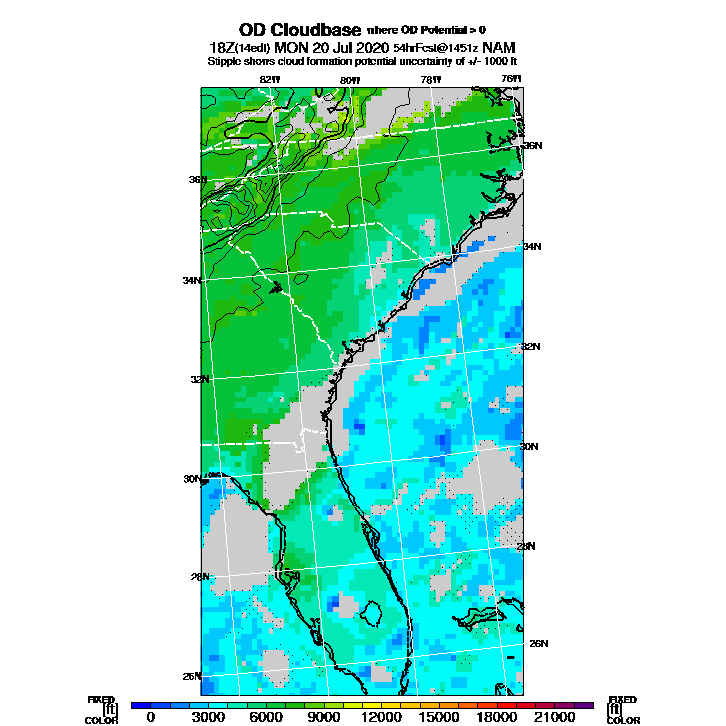 OD Cloudbase where OD Potential > 0
18Z(14edt) MON 20 Jul 2020 54hrFcst@1451z NAM
Stipple shows cloud formation potential uncertainty of +/- 1000 ft
82W 80W 78W 76W
36N
36N
34N
34N
32N
32N
30N
30N
28N
28N
26N
26N
FIXED FIXED
[ft] [ft]
COLOR 0 3000 6000 9000 12000 15000 18000 21000 COLOR